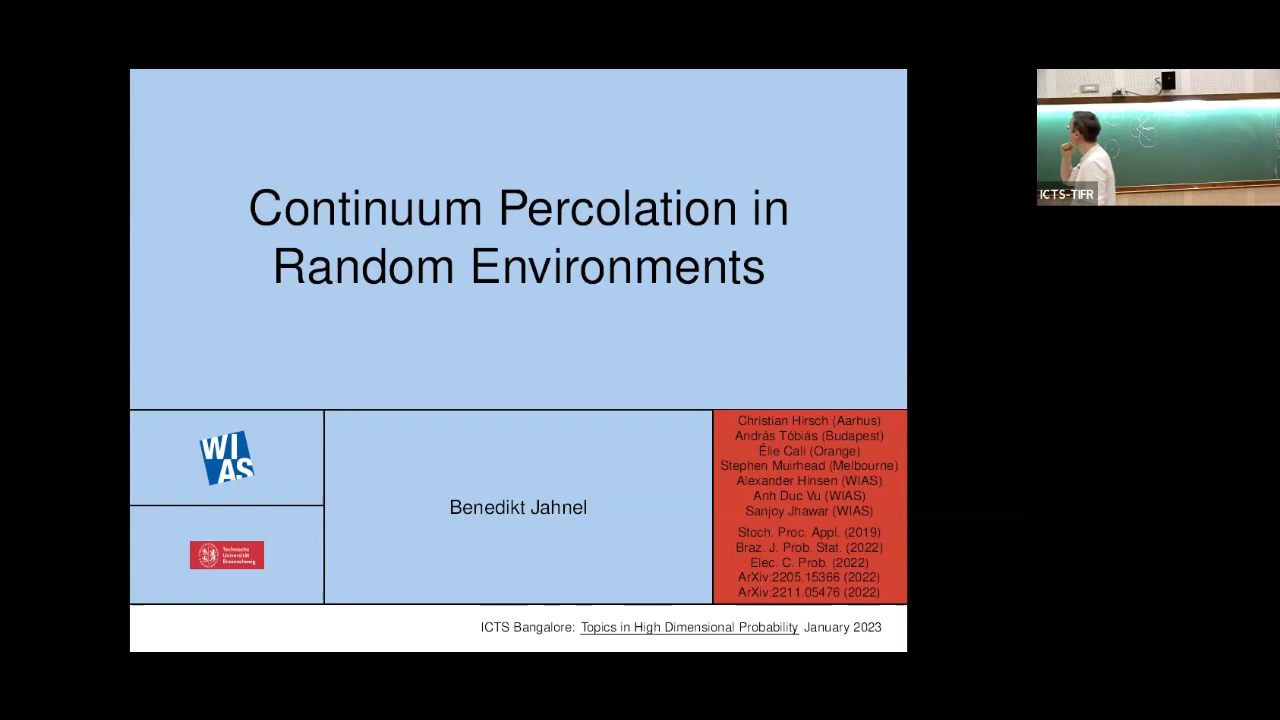 Continuum Percolation in
Random Environments
WI
AS
Technische
Universität
Braunschweig
Benedikt Jahnel
Christian Hirsch (Aarhus)
András Tóbiás (Budapest)
Élie Cali (Orange)
Stephen Muirhead (Melbourne)
Alexander Hinsen (WIAS)
Anh Duc Vu (WIAS)
Sanjoy Jhawar (WIAS)
Stoch. Proc. Appl. (2019)
Braz. J. Prob. Stat. (2022)
Elec. C. Prob. (2022)
ArXiv:2205.15366 (2022)
ArXiv:2211.05476 (2022)
ICTS Bangalore: Topics in High Dimensional Probability January 2023
ICTS-TIFR